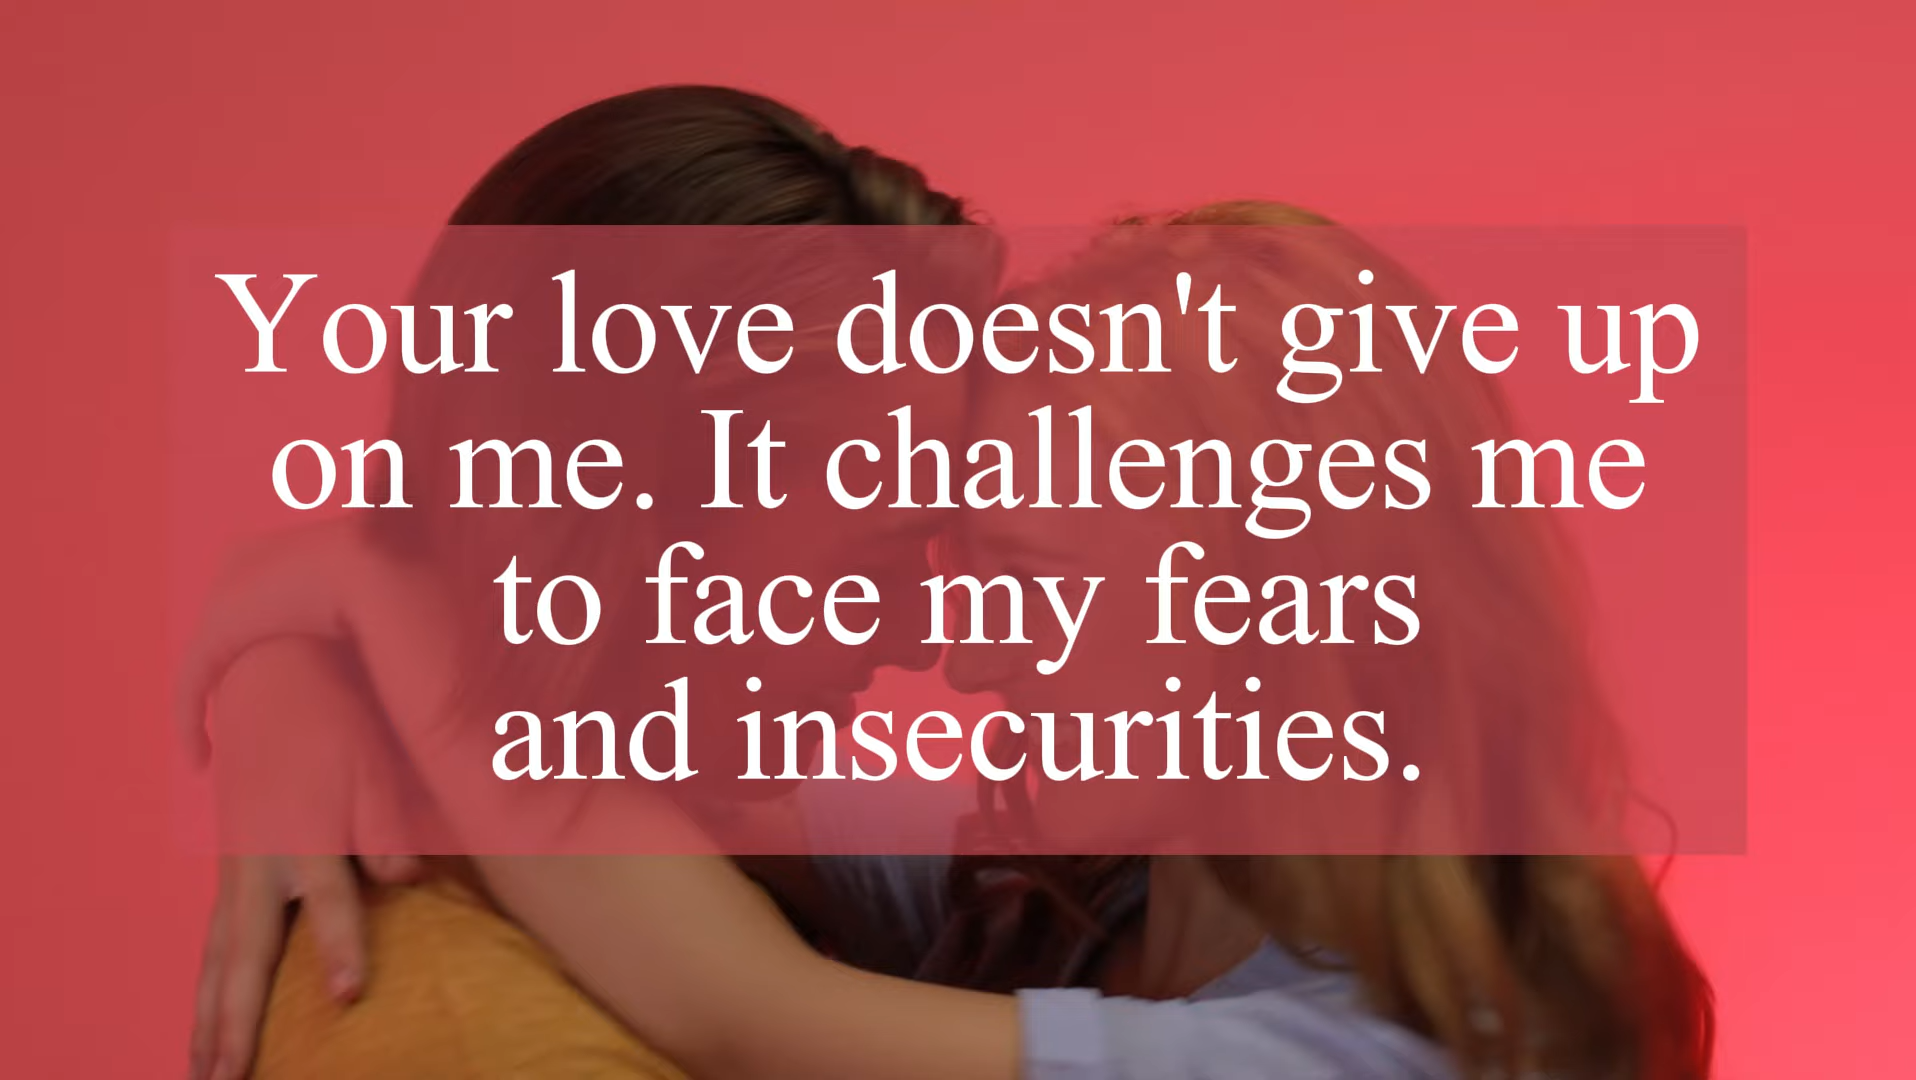 Your love doesn't give up
on me. It challenges me
to face my fears
and insecurities.